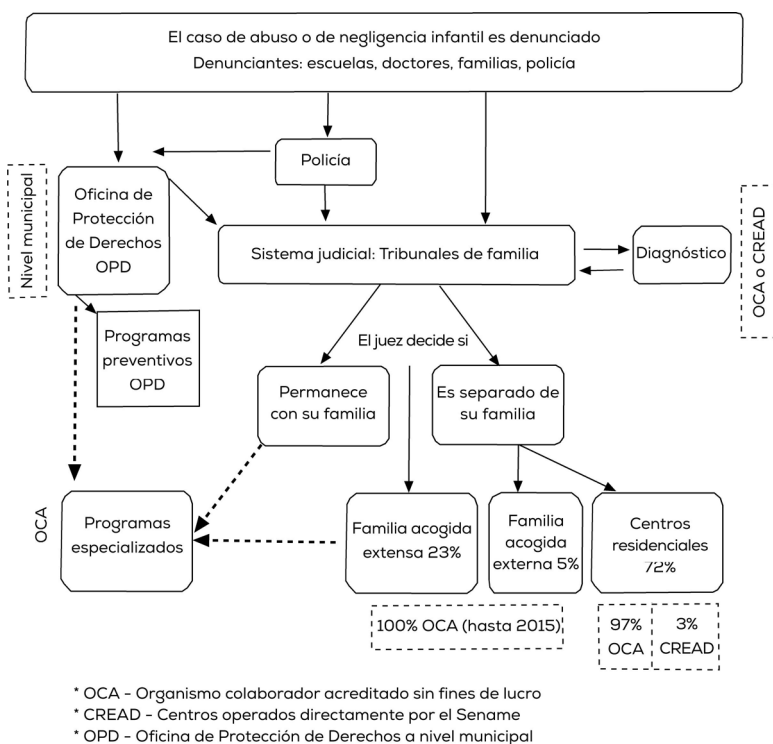 El caso de abuso o de negligencia infantil es denunciado
Denunciantes: escuelas, doctores, familias, policía
Policía
Nivel municipal
Oficina de
Protección
de Derechos
OPD
Sistema judicial: Tribunales de familia
Diagnóstico
OCA o CREAD
Programas
preventivos
OPD
El juez decide si
Permanece
con su familia
Es separado de
su familia
OCA
Programas
especializados
Familia acogida
extensa 23%
Familia
acogida
externa 5%
Centros
residenciales
72%
100% OCA (hasta 2015)
97%
OCA
3%
CREAD
* OCA - Organismo colaborador acreditado sin fines de lucro
* CREAD - Centros operados directamente por el Sename
* OPD - Oficina de Protección de Derechos a nivel municipal